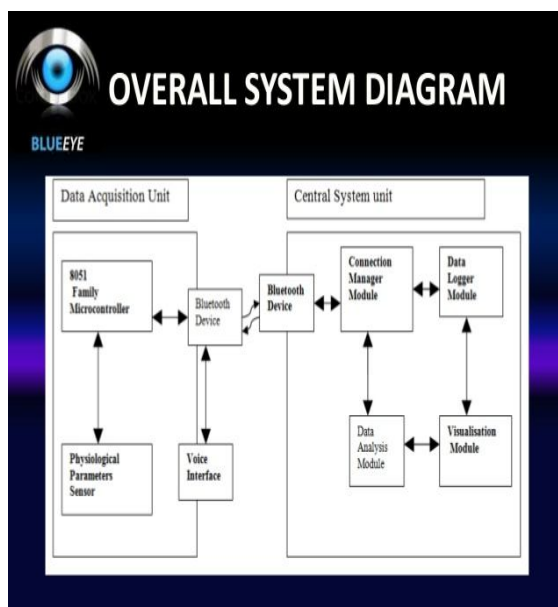 OVERALL SYSTEM DIAGRAM
BLUEEYE
Data Acquisition Unit
Central System unit
8051
Family
Microcontroller
Bluetooth
Device
Bluetooth
Device
Connection
Manager
Module
Data
Logger
Module
Physiological
Parameters
Sensor
Voice
Interface
Data
Analysis
Module
Visualisation
Module